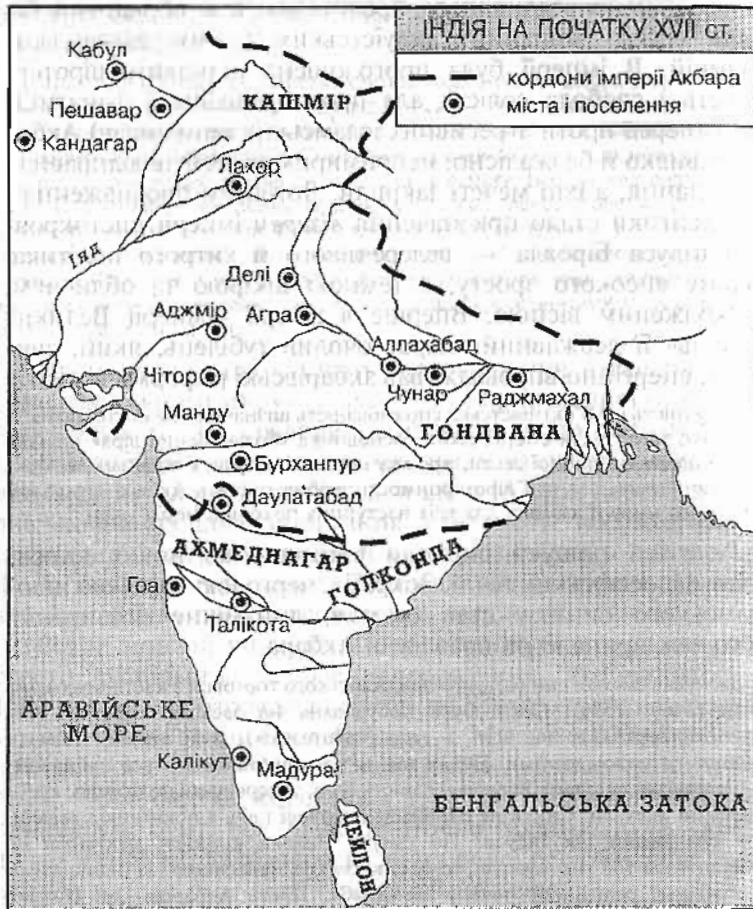 ІНДІЯ НА ПОЧАТКУ XVII ст.
кордони імперії Акбара
міста і поселення
Кабул
КАШМІР
Пешавар
Кандагар
Лахор
Інд
Делі
Аджмір
Агра
Аллахабад
Чітор
Чунар
Раджмахал
Манду
ГОНДВАНА
Бурханпур
Даулатабад
АХМЕДНАГАР
ГОЛКОНДА
Гоа
Талікота
АРАВІЙСЬКЕ
МОРЕ
Калікут
Мадура
БЕНГАЛЬСЬКА ЗАТОКА
ЦЕЙЛОН